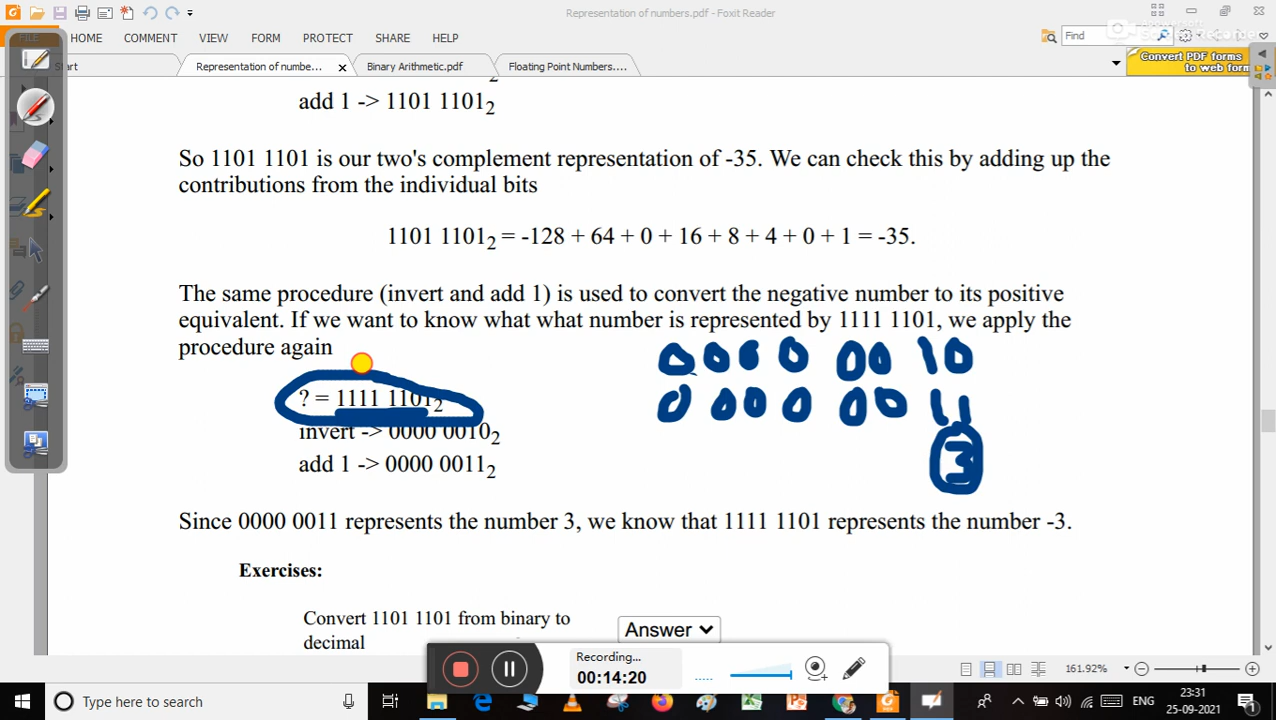 Representation of numbers.pdf - Foxit Reader
FILE HOME COMMENT VIEW FORM PROTECT SHARE HELP
Find
Start Representation of numbe... Binary Arithmetic.pdf Floating Point Numbers....
Convert PDF forms
to web form
add 1 -> 1101 1101₂
So 1101 1101 is our two's complement representation of -35. We can check this by adding up the
contributions from the individual bits
1101 1101₂ = -128 + 64 + 0 + 16 + 8 + 4 + 0 + 1 = -35.
The same procedure (invert and add 1) is used to convert the negative number to its positive
equivalent. If we want to know what what number is represented by 1111 1101, we apply the
procedure again
0000 0010
? = 1111 1101₂
0000 0011
invert -> 0000 0010₂
3
add 1 -> 0000 0011₂
Since 0000 0011 represents the number 3, we know that 1111 1101 represents the number -3.
Exercises:
Convert 1101 1101 from binary to
decimal
Answer
Recording...
00:14:20
161.92%
Type here to search
ENG
23:31
25-09-2021